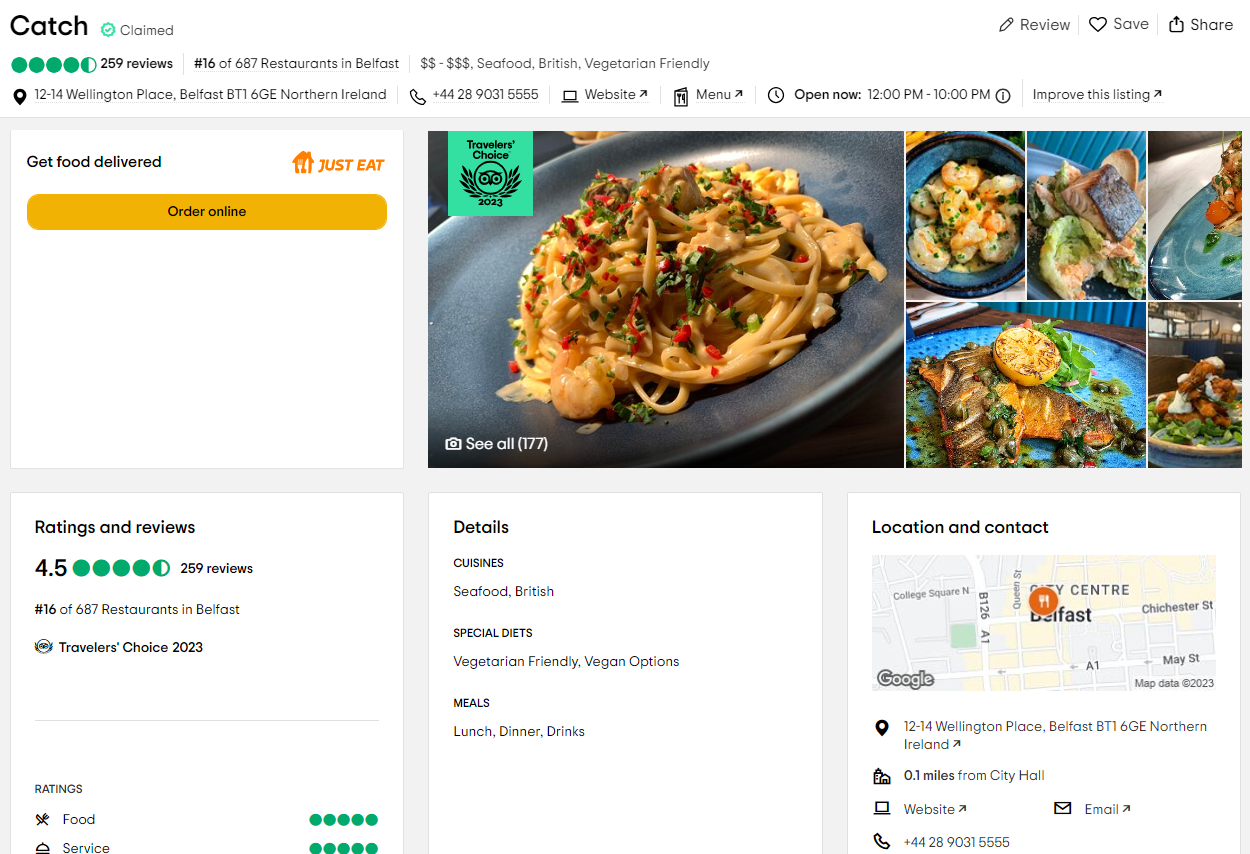 Catch Claimed
Review Save Share
259 reviews #16 of 687 Restaurants in Belfast $$ - $$$, Seafood, British, Vegetarian Friendly
12-14 Wellington Place, Belfast BT1 6GE Northern Ireland +44 28 9031 5555 Website Menu Open now: 12:00 PM - 10:00 PM Improve this listing
Get food delivered JUST EAT
Order online
Travelers'
Choice
2023
See all (177)
Ratings and reviews
4.5 259 reviews
#16 of 687 Restaurants in Belfast
Travelers' Choice 2023
RATINGS
Food
Service
Details
CUISINES
Seafood, British
SPECIAL DIETS
Vegetarian Friendly, Vegan Options
MEALS
Lunch, Dinner, Drinks
Location and contact
College Square N
B126
A1
Queen St
CITY CENTRE
Belfast
Chichester St
A1
May St
Google
Map data ©2023
12-14 Wellington Place, Belfast BT1 6GE Northern
Ireland
0.1 miles from City Hall
Website Email
+44 28 9031 5555